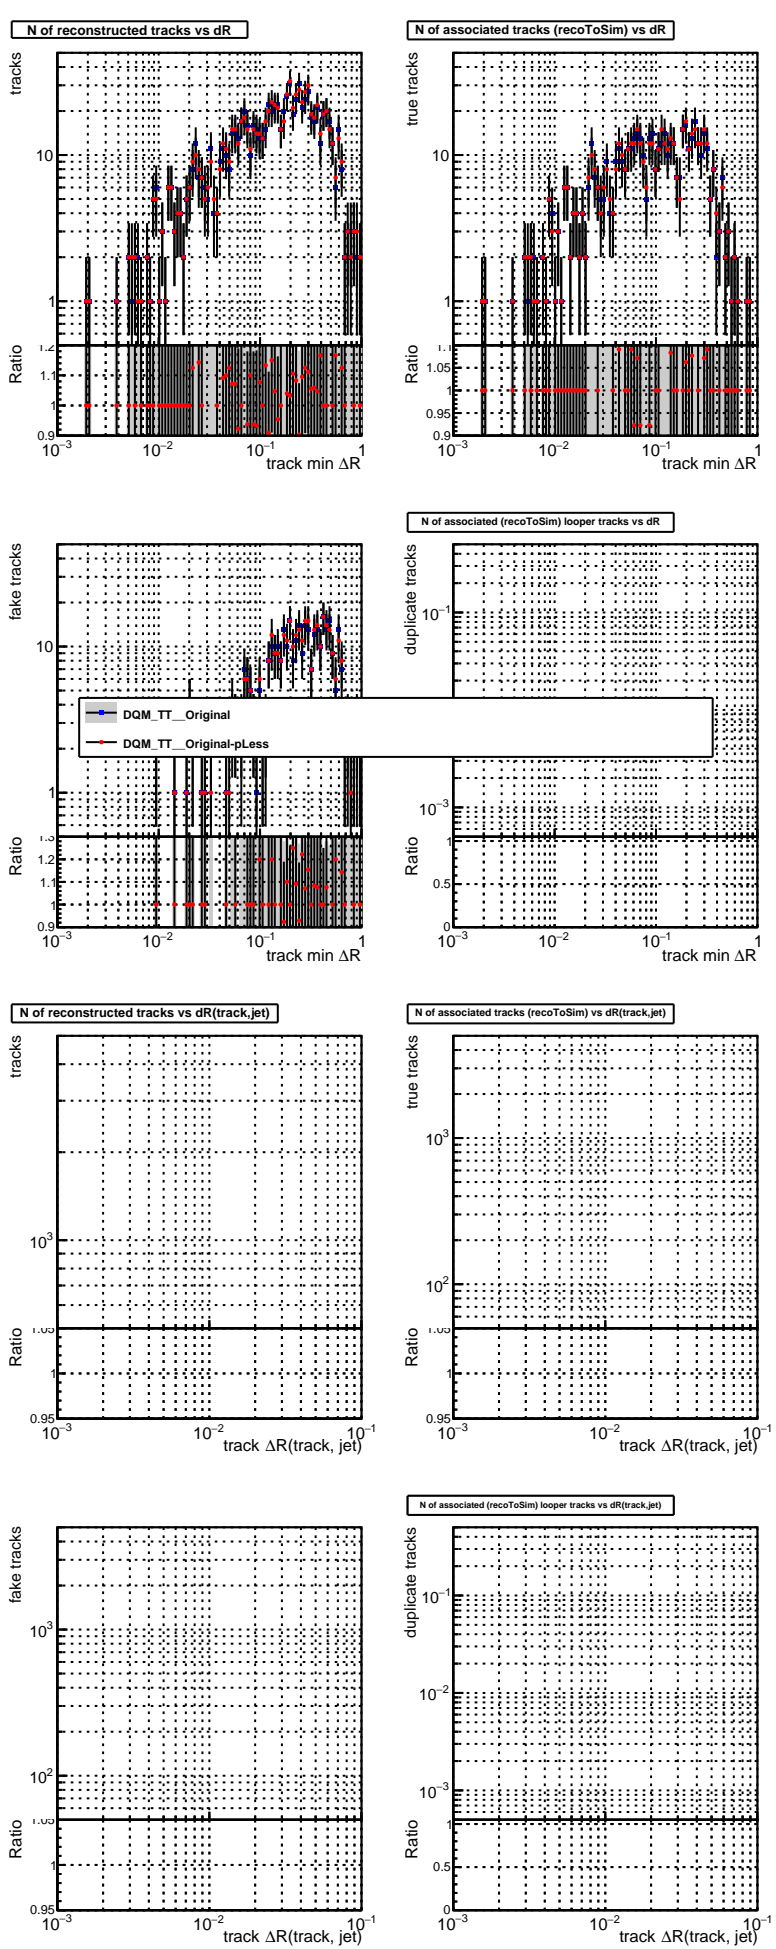 N of reconstructed tracks vs dR
tracks
10
1
Ratio
1.2
1.1
1
0.9
10−3
10−2
10−1
1
track min ΔR
N of associated tracks (recoToSim) vs dR
true tracks
10
1
Ratio
1.1
1.05
1
0.95
0.9
10−3
10−2
10−1
1
track min ΔR
fake tracks
10
1
Ratio
1.3
1.2
1.1
1
0.9
10−3
10−2
10−1
1
track min ΔR
N of associated (recoToSim) looper tracks vs dR
duplicate tracks
10−1
10−3
Ratio
1
0.5
0
10−3
10−2
10−1
1
track min ΔR
DQM_TT__Original
DQM_TT__Original-pLess
N of reconstructed tracks vs dR(track,jet)
tracks
103
Ratio
1.05
1
0.95
10−3
10−2
10−1
track ΔR(track, jet)
N of associated tracks (recoToSim) vs dR(track,jet)
true tracks
103
102
Ratio
1.05
1
0.95
10−3
10−2
10−1
track ΔR(track, jet)
fake tracks
103
102
Ratio
1.05
1
0.95
10−3
10−2
10−1
track ΔR(track, jet)
N of associated (recoToSim) looper tracks vs dR(track,jet)
duplicate tracks
10−1
10−2
10−3
Ratio
1
0.5
0
10−3
10−2
10−1
track ΔR(track, jet)